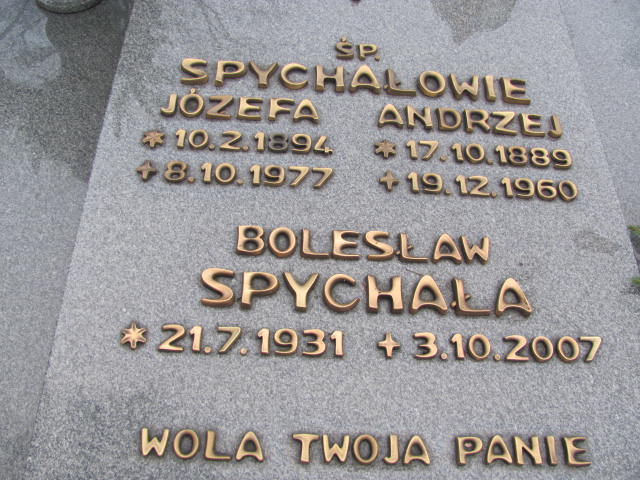 ŚP.
SPYCHAŁOWIE
JÓZEFA ANDRZEJ
* 10.2.1894 * 17.10.1889
+ 8.10.1977 + 19.12.1960
BOLESŁAW
SPYCHAŁA
* 21.7.1931 + 3.10.2007
WOLA TWOJA PANIE